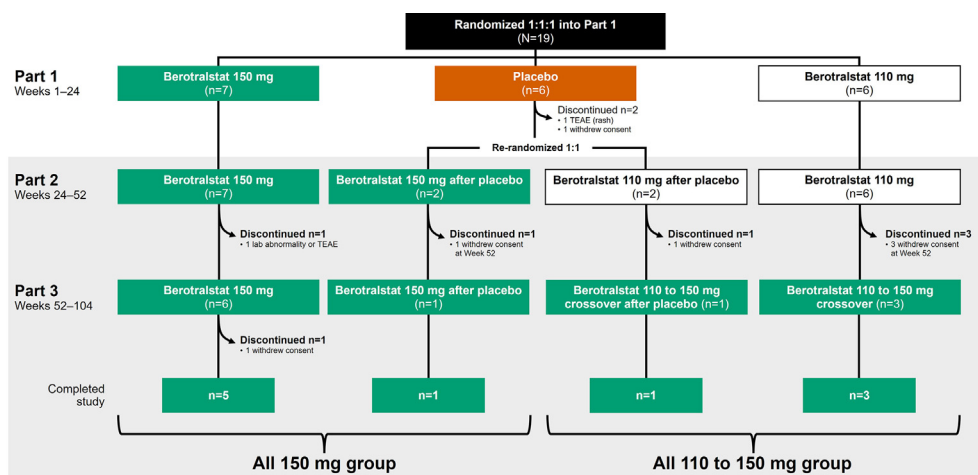 Randomized 1:1:1 into Part 1
(N=19)
Part 1
Weeks 1–24
Berotralstat 150 mg
(n=7)
Placebo
(n=6)
Berotralstat 110 mg
(n=6)
Discontinued n=2
• 1 TEAE (rash)
• 1 withdrew consent
Re-randomized 1:1
Part 2
Weeks 24–52
Berotralstat 150 mg
(n=7)
Berotralstat 150 mg after placebo
(n=2)
Berotralstat 110 mg after placebo
(n=2)
Berotralstat 110 mg
(n=6)
Discontinued n=1
• 1 lab abnormality or TEAE
Discontinued n=1
• 1 withdrew consent
at Week 52
Discontinued n=1
• 1 withdrew consent
Discontinued n=3
• 3 withdrew consent
at Week 52
Part 3
Weeks 52–104
Berotralstat 150 mg
(n=6)
Berotralstat 150 mg after placebo
(n=1)
Berotralstat 110 to 150 mg
crossover after placebo (n=1)
Berotralstat 110 to 150 mg
crossover (n=3)
Discontinued n=1
• 1 withdrew consent
Completed
study
n=5
n=1
n=1
n=3
All 150 mg group
All 110 to 150 mg group